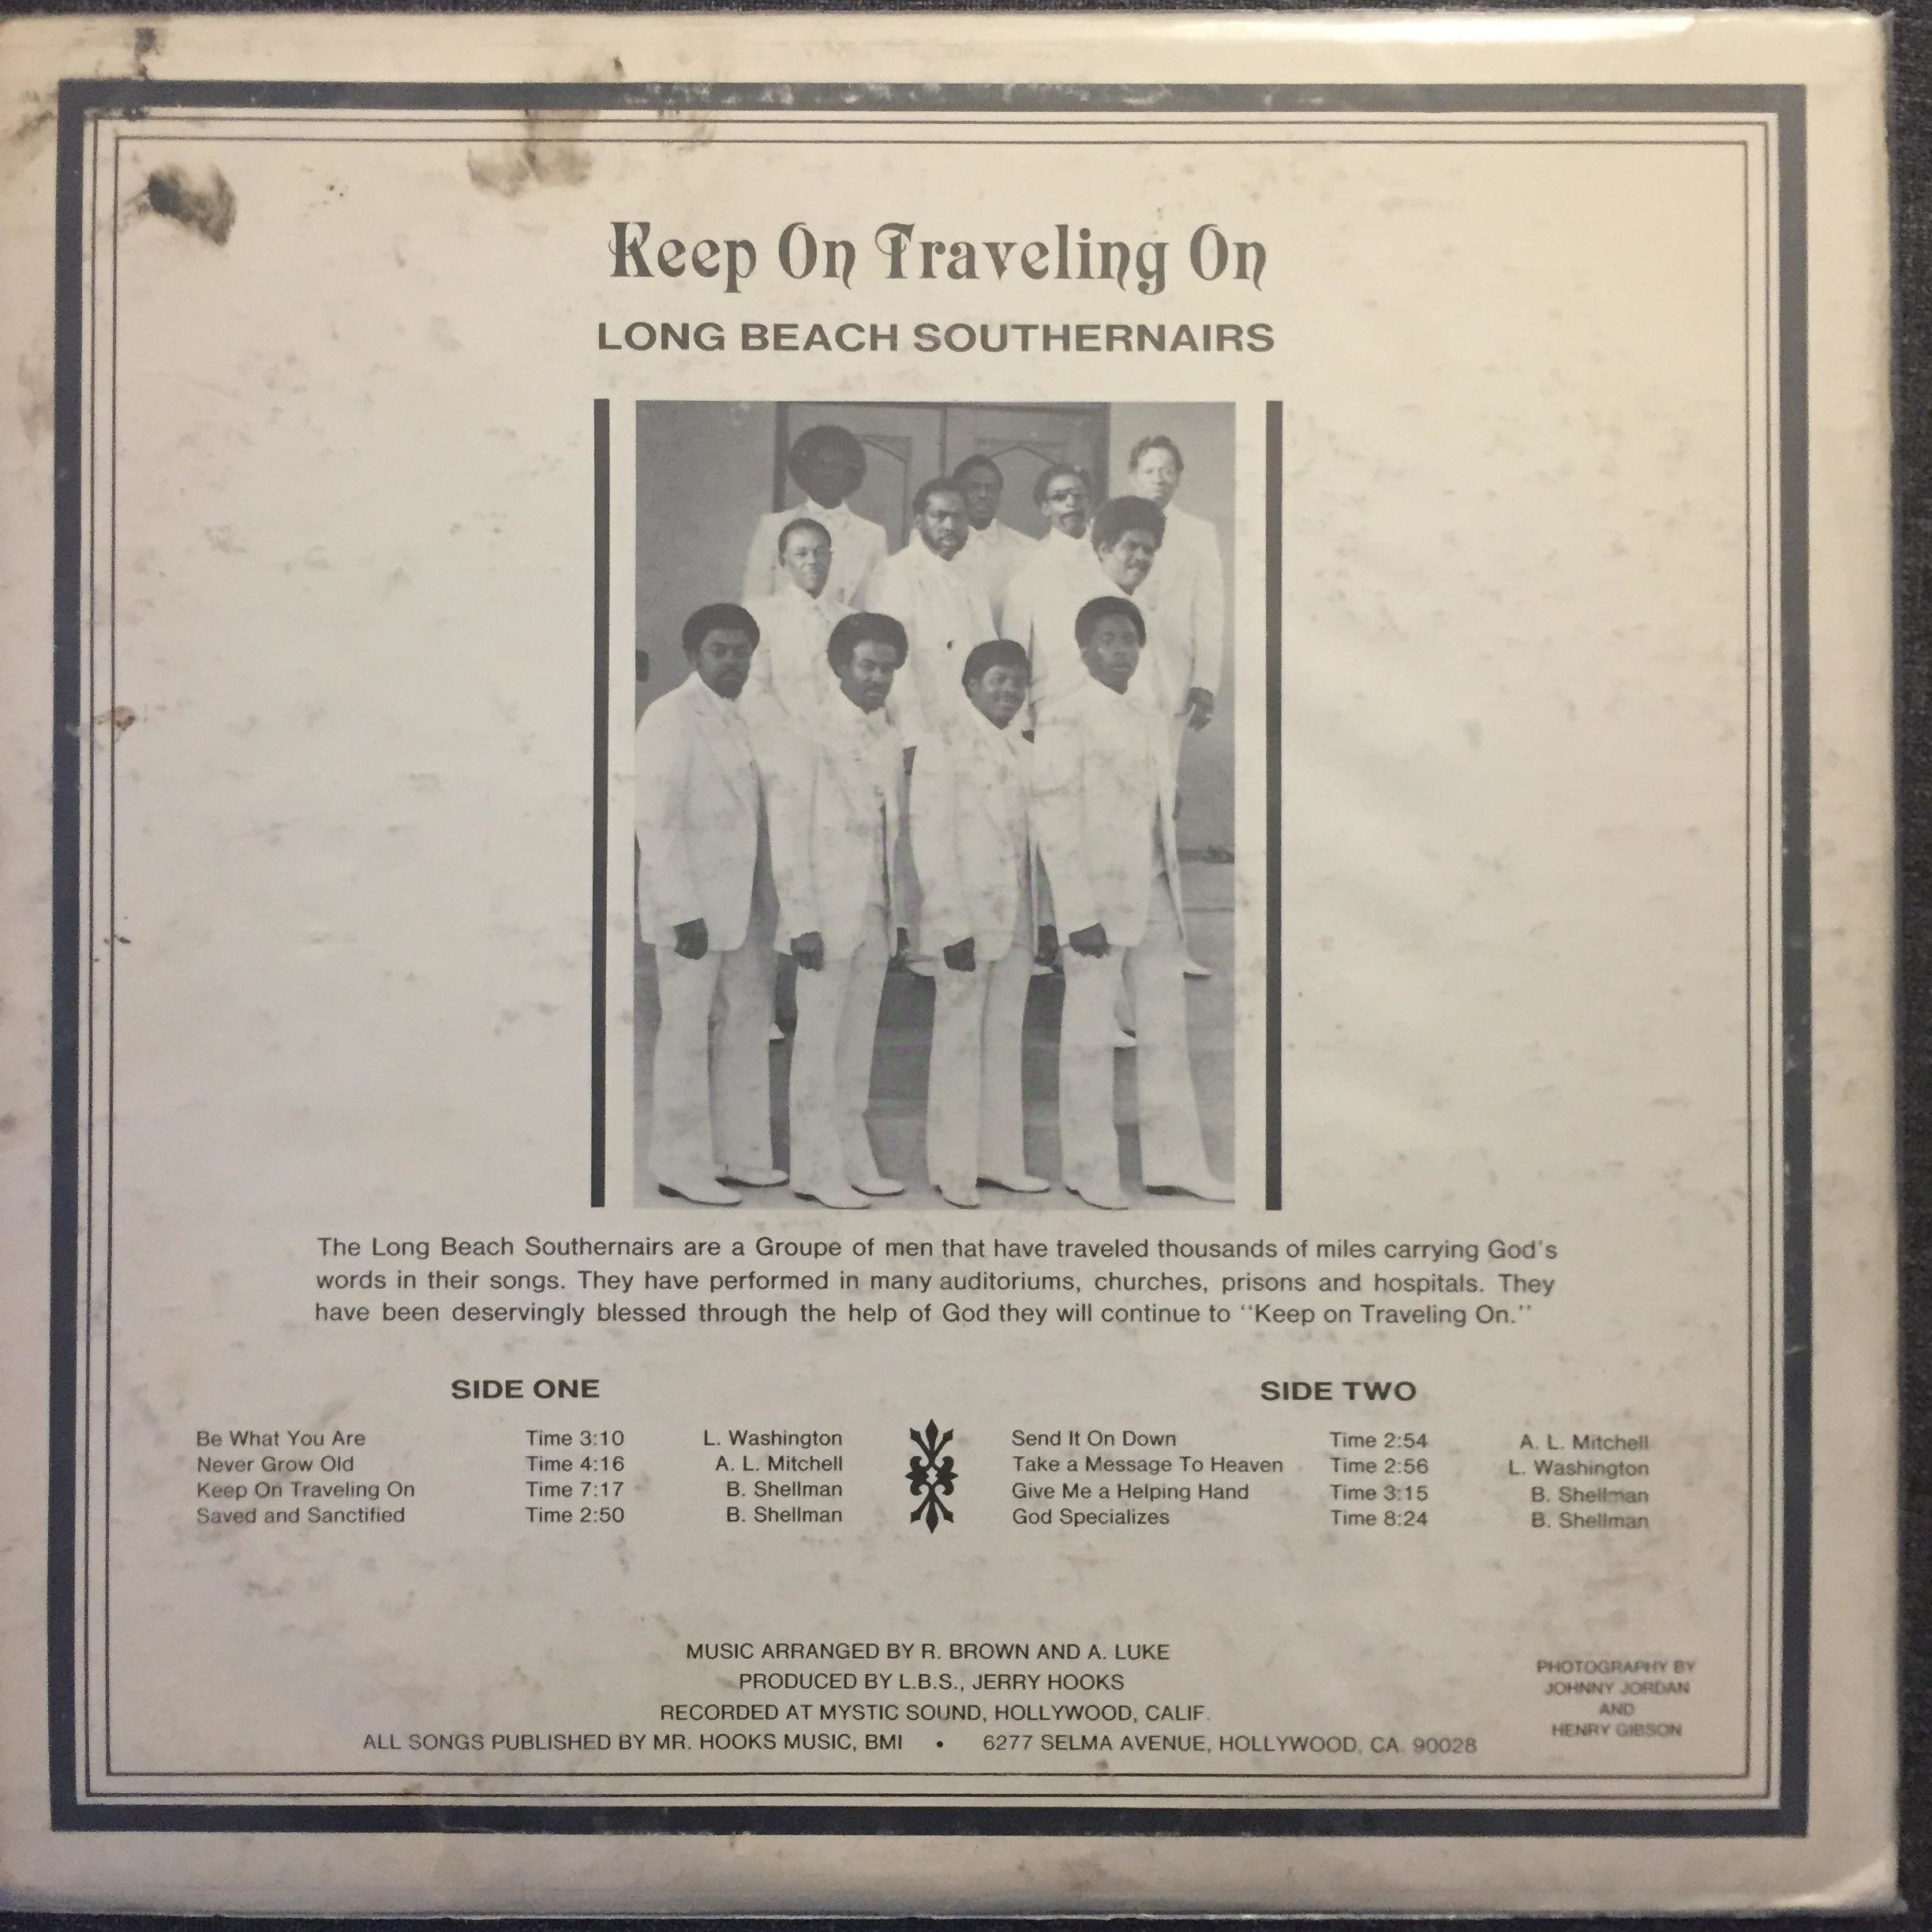 Keep On Traveling On
LONG BEACH SOUTHERNAIRS
The Long Beach Southernairs are a Groupe of men that have traveled thousands of miles carrying God's
words in their songs. They have performed in many auditoriums, churches, prisons and hospitals. They
have been deservingly blessed through the help of God they will continue to "Keep on Traveling On."
SIDE ONE
Be What You Are Time 3:10 L. Washington
Never Grow Old Time 4:16 A. L. Mitchell
Keep On Traveling On Time 7:17 B. Shellman
Saved and Sanctified Time 2:50 B. Shellman
SIDE TWO
Send It On Down Time 2:54 A. L. Mitchell
Take a Message To Heaven Time 2:56 L. Washington
Give Me a Helping Hand Time 3:15 B. Shellman
God Specializes Time 8:24 B. Shellman
MUSIC ARRANGED BY R. BROWN AND A. LUKE
PRODUCED BY L.B.S., JERRY HOOKS
RECORDED AT MYSTIC SOUND, HOLLYWOOD, CALIF.
ALL SONGS PUBLISHED BY MR. HOOKS MUSIC, BMI • 6277 SELMA AVENUE, HOLLYWOOD, CA. 90028
PHOTOGRAPHY BY
JOHNNY JORDAN
AND
HENRY GIBSON